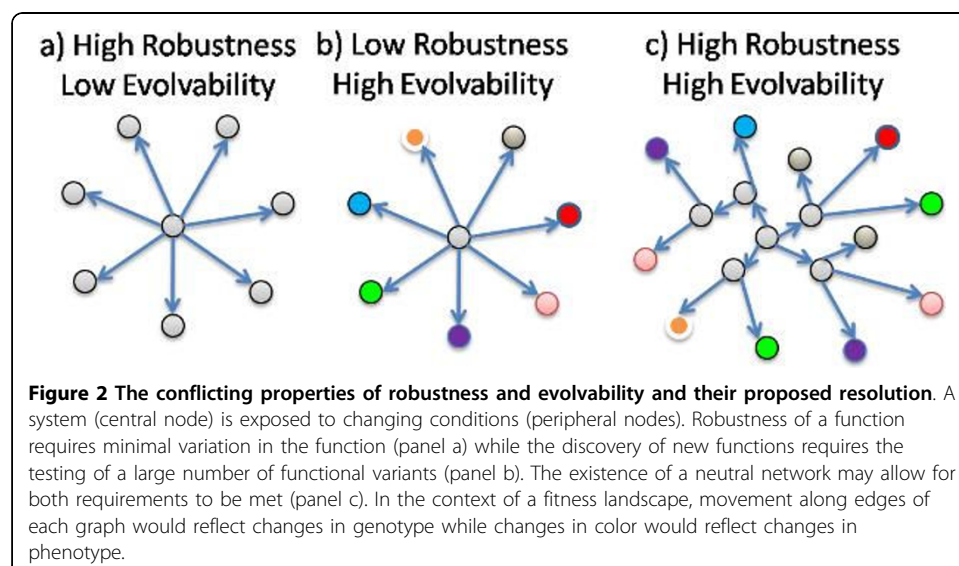 a) High Robustness
Low Evolvability
b) Low Robustness
High Evolvability
c) High Robustness
High Evolvability
Figure 2 The conflicting properties of robustness and evolvability and their proposed resolution. A
system (central node) is exposed to changing conditions (peripheral nodes). Robustness of a function
requires minimal variation in the function (panel a) while the discovery of new functions requires the
testing of a large number of functional variants (panel b). The existence of a neutral network may allow for
both requirements to be met (panel c). In the context of a fitness landscape, movement along edges of
each graph would reflect changes in genotype while changes in color would reflect changes in
phenotype.